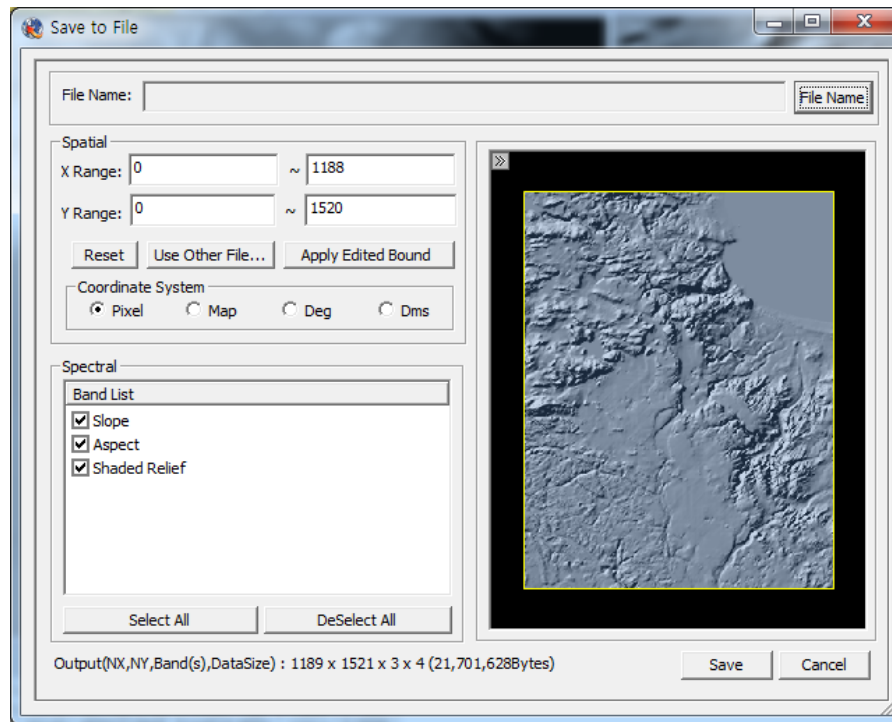 Save to File
File Name:
File Name
Spatial
X Range: 0 ~ 1188
Y Range: 0 ~ 1520
Reset Use Other File... Apply Edited Bound
Coordinate System
Pixel Map Deg Dms
Spectral
Band List
Slope
Aspect
Shaded Relief
Select All DeSelect All
Output(NX,NY,Band(s),DataSize) : 1189 x 1521 x 3 x 4 (21,701,628Bytes)
Save Cancel